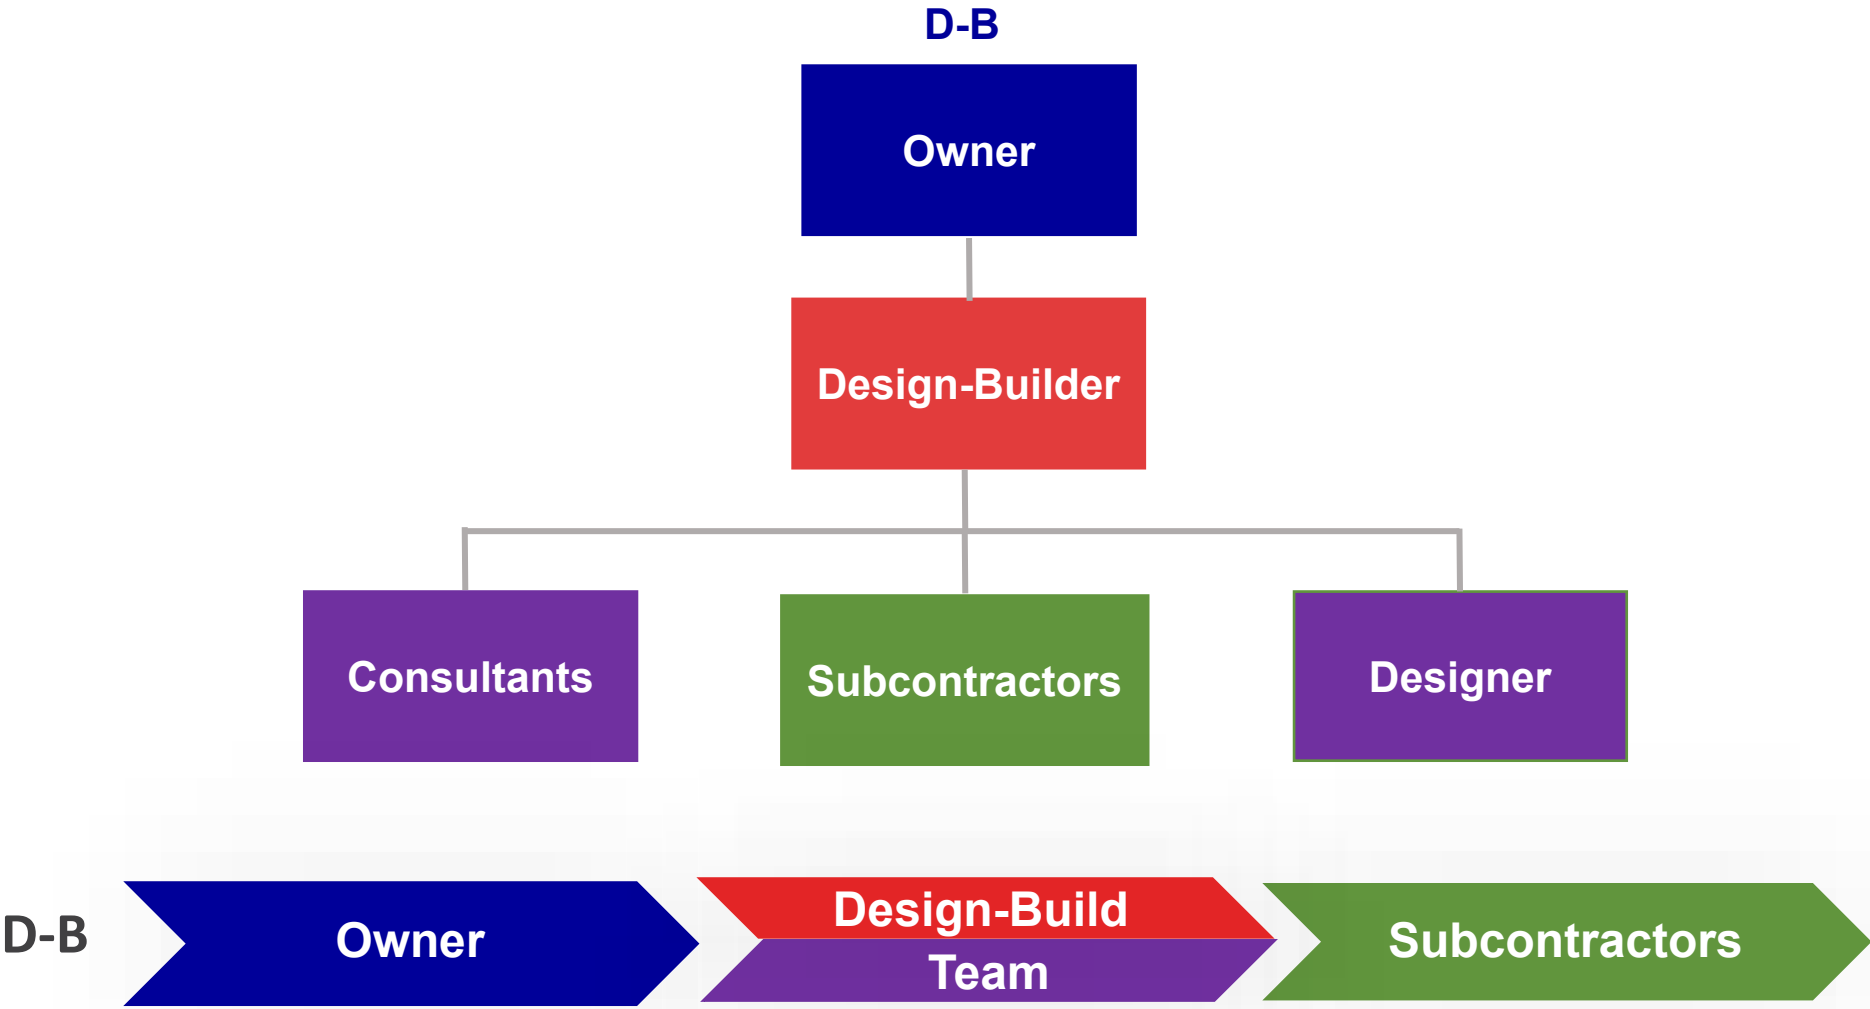 D-B
Owner
Design-Builder
Consultants
Subcontractors
Designer
D-B
Owner
Design-Build
Team
Subcontractors